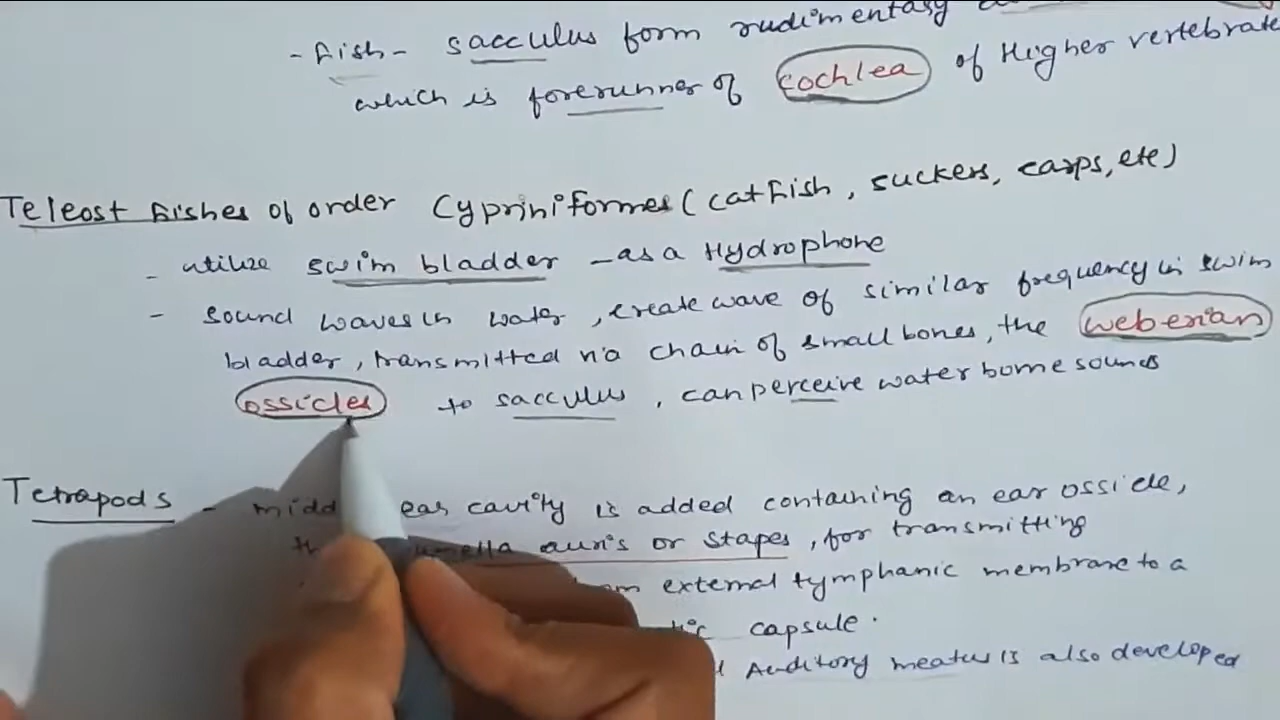 - Fish - sacculus form rudimentary
which is forerunner of cochlea of Higher vertebrate
Teleost Fishes of order Cypriniformes (catfish, suckers, carps, etc)
- utilize swim bladder - as a Hydrophone
- sound waves in water, create wave of similar frequency in swim
bladder, transmitted via chain of small bones, the weberian
ossicles to sacculus, can perceive water borne sounds
Tetrapods - midd ear cavity is added containing an ear ossicle,
auris or stapes, for transmitting
external tymphanic membrane to a
capsule.
Auditory meatus is also developed